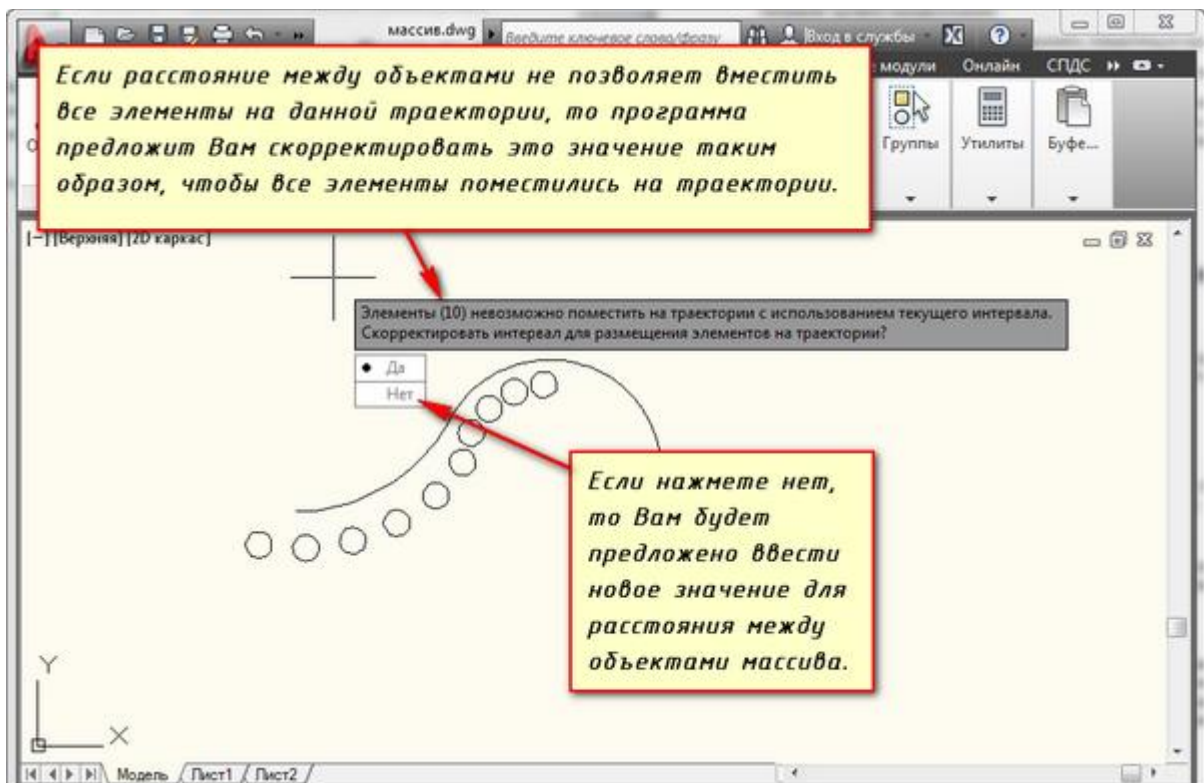 массив.dwg
Введите ключевое слово/фразу
Вход в службы
Если расстояние между объектами не позволяет вместить
все элементы на данной траектории, то программа
предложит Вам скорректировать это значение таким
образом, чтобы все элементы поместились на траектории.
модули Онлайн СПДС
Группы Утилиты Буфе...
[−][Верхняя][2D каркас]
Элементы (10) невозможно поместить на траектории с использованием текущего интервала.
Скорректировать интервал для размещения элементов на траектории?
Да
Нет
Если нажмете нет,
то Вам будет
предложено ввести
новое значение для
расстояния между
объектами массива.
Y
X
Модель Лист1 Лист2